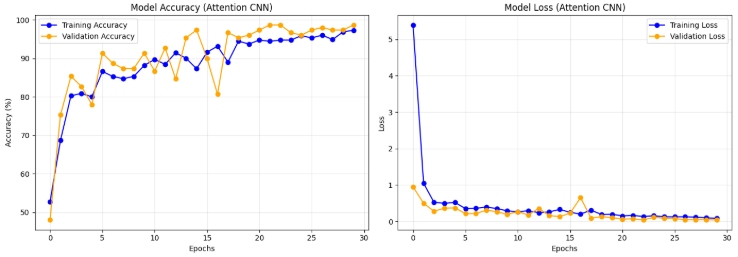 Model Accuracy (Attention CNN)
Training Accuracy
Validation Accuracy
Accuracy (%)
100
90
80
70
60
50
0 5 10 15 20 25 30
Epochs
Model Loss (Attention CNN)
Training Loss
Validation Loss
Loss
5
4
3
2
1
0
0 5 10 15 20 25 30
Epochs